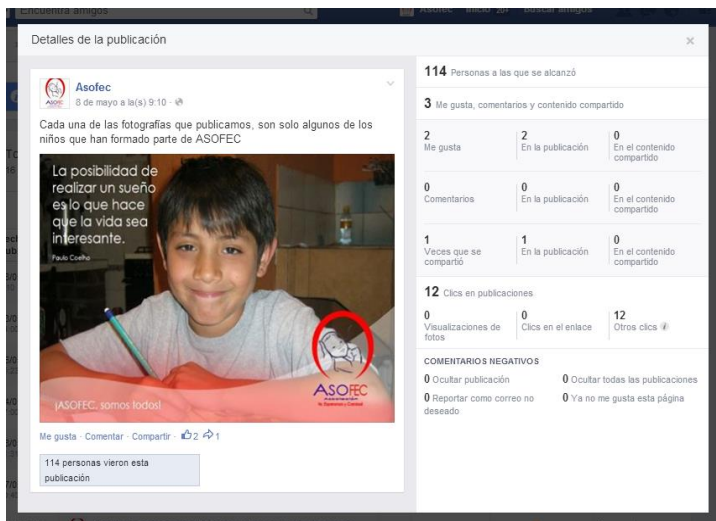 Encuentra amigos
Asofec Inicio 20+ Buscar amigos
Detalles de la publicación
Asofec
8 de mayo a la(s) 9:10
Cada una de las fotografías que publicamos, son solo algunos de los
niños que han formado parte de ASOFEC
La posibilidad de
realizar un sueño
es lo que hace
que la vida sea
interesante.
Paulo Coelho
ASOFEC
¡ASOFEC, somos todos!
Me gusta · Comentar · Compartir · 2 1
114 personas vieron esta
publicación
114 Personas a las que se alcanzó
3 Me gusta, comentarios y contenido compartido
2 2 0
Me gusta En la publicación En el contenido
compartido
0 0 0
Comentarios En la publicación En el contenido
compartido
1 1 0
Veces que se En la publicación En el contenido
compartió compartido
12 Clics en publicaciones
0 0 12
Visualizaciones de Clics en el enlace Otros clics
fotos
COMENTARIOS NEGATIVOS
0 Ocultar publicación 0 Ocultar todas las publicaciones
0 Reportar como correo no 0 Ya no me gusta esta página
deseado